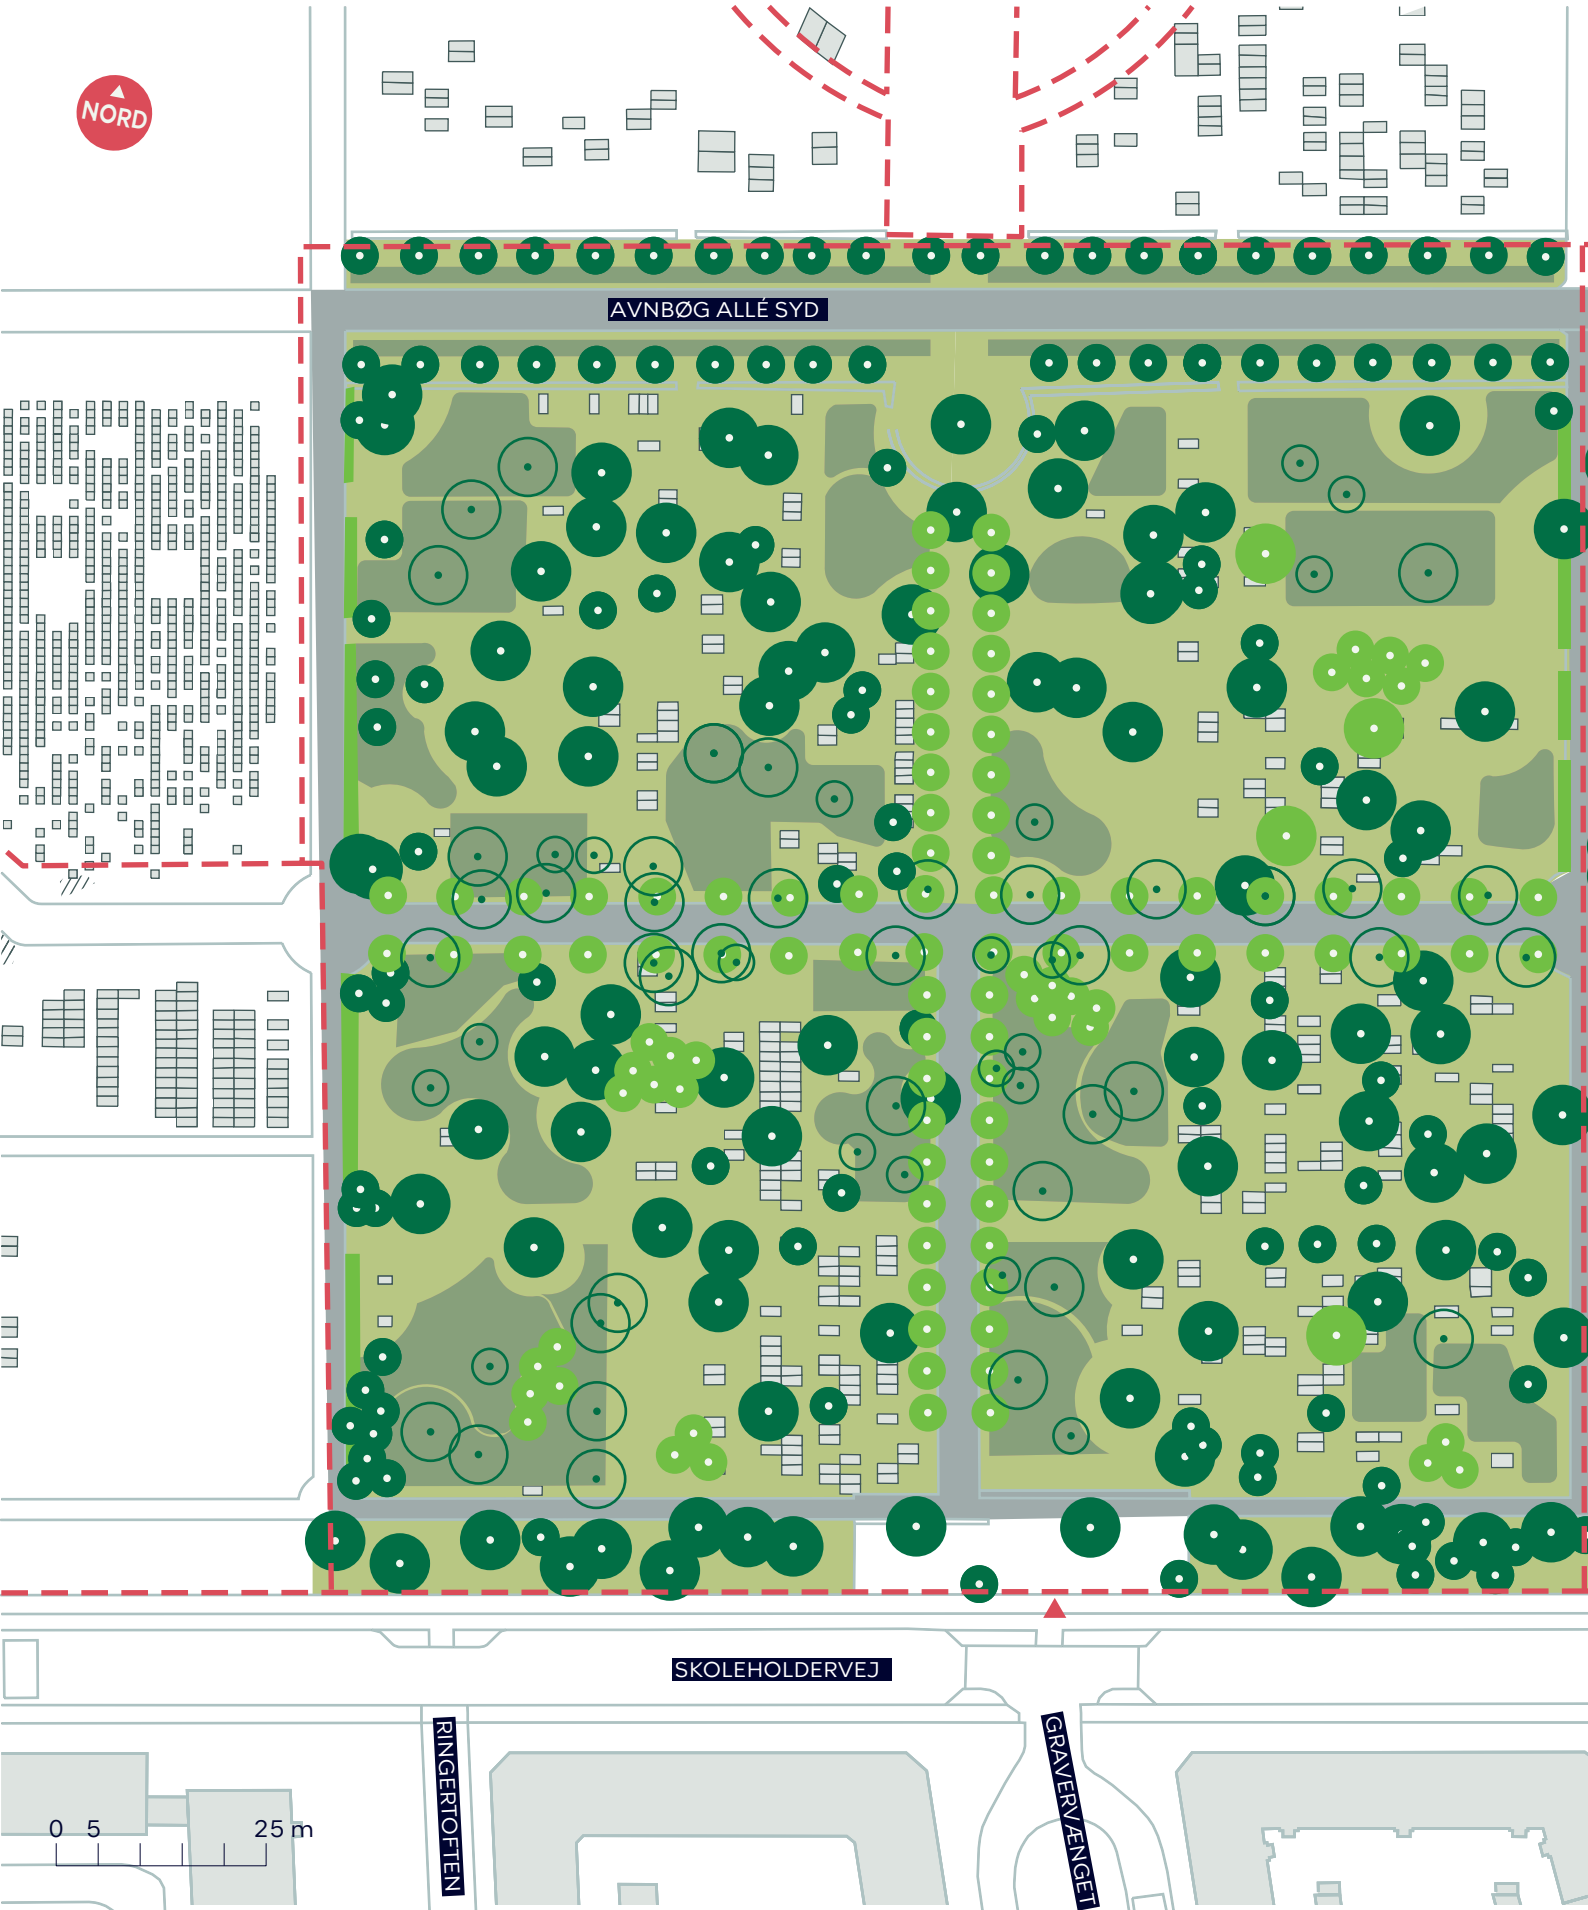 NORD
AVNBØG ALLÉ SYD
SKOLEHOLDERVEJ
RINGERTOFTEN
GRAVERVÆNGET
0 5 25 m